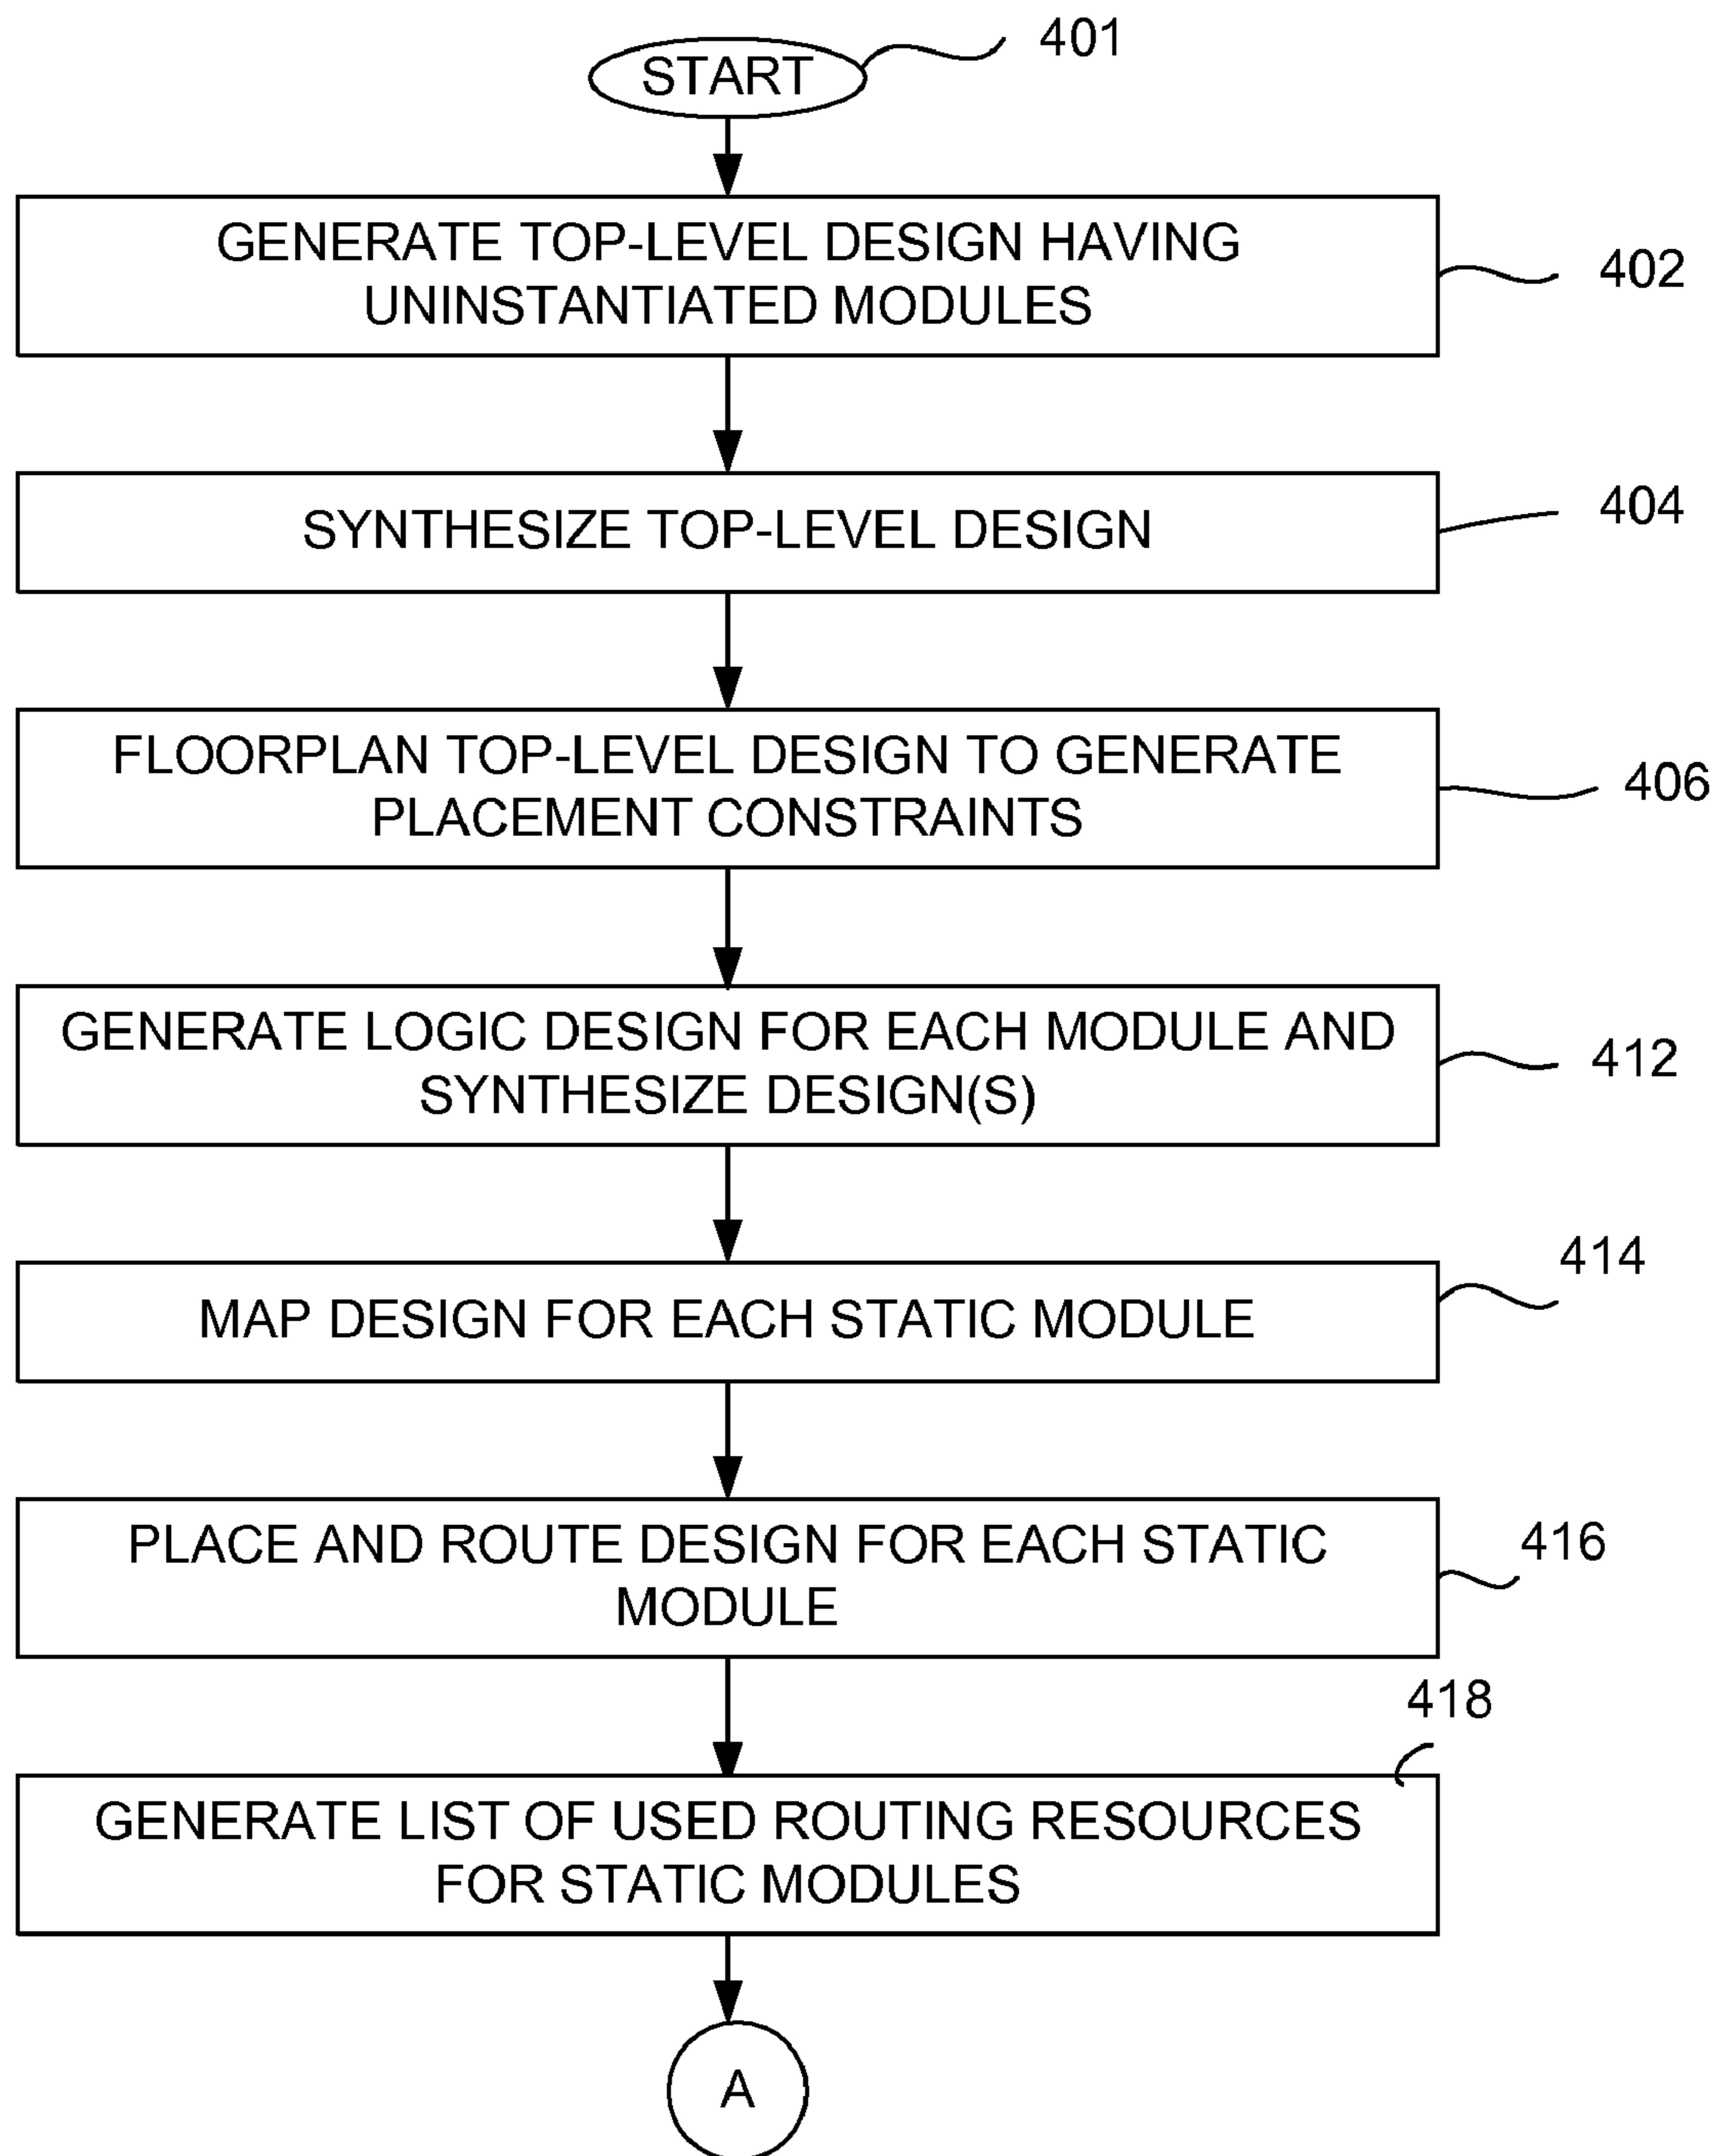 START
401
GENERATE TOP-LEVEL DESIGN HAVING
UNINSTANTIATED MODULES
402
SYNTHESIZE TOP-LEVEL DESIGN
404
FLOORPLAN TOP-LEVEL DESIGN TO GENERATE
PLACEMENT CONSTRAINTS
406
GENERATE LOGIC DESIGN FOR EACH MODULE AND
SYNTHESIZE DESIGN(S)
412
MAP DESIGN FOR EACH STATIC MODULE
414
PLACE AND ROUTE DESIGN FOR EACH STATIC
MODULE
416
GENERATE LIST OF USED ROUTING RESOURCES
FOR STATIC MODULES
418
A